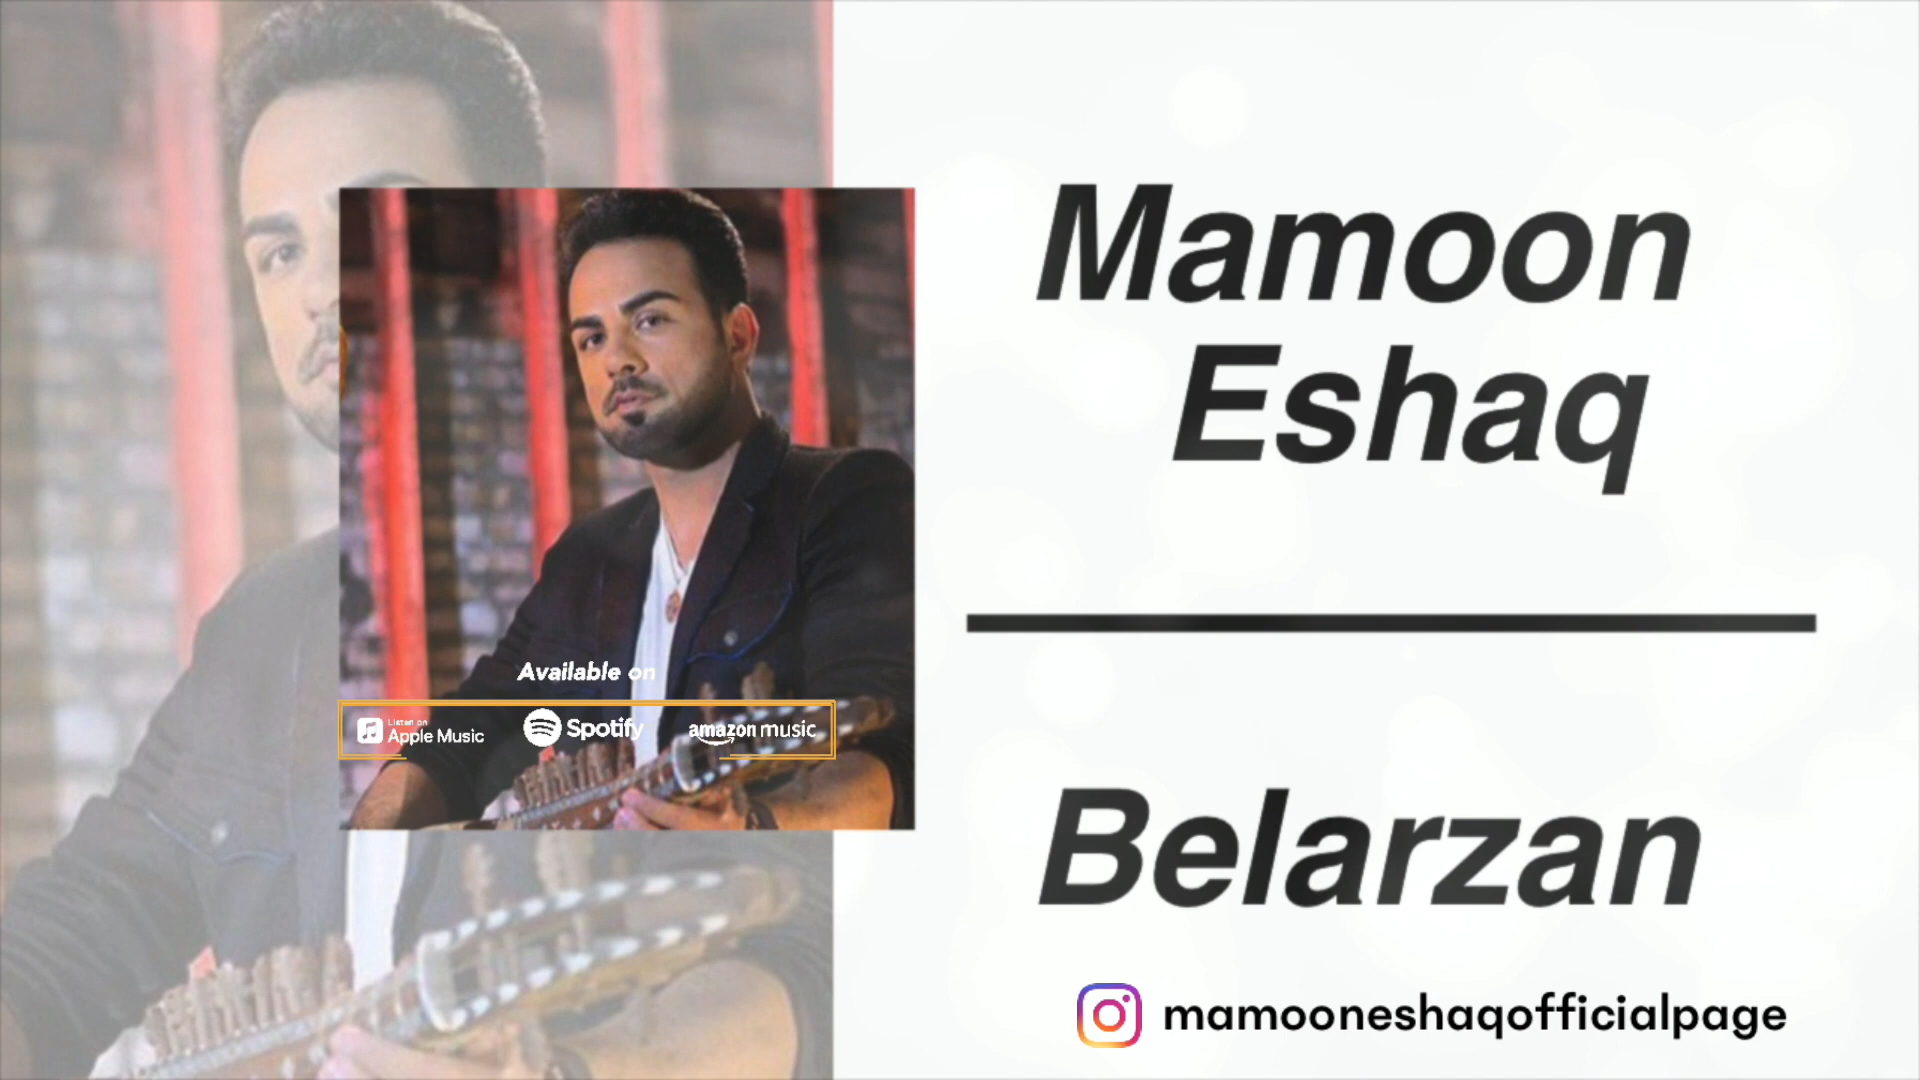 Mamoon
Eshaq
Belarzan
mamooneshaqofficialpage
Available on
Listen on
Apple Music
Spotify
amazon music